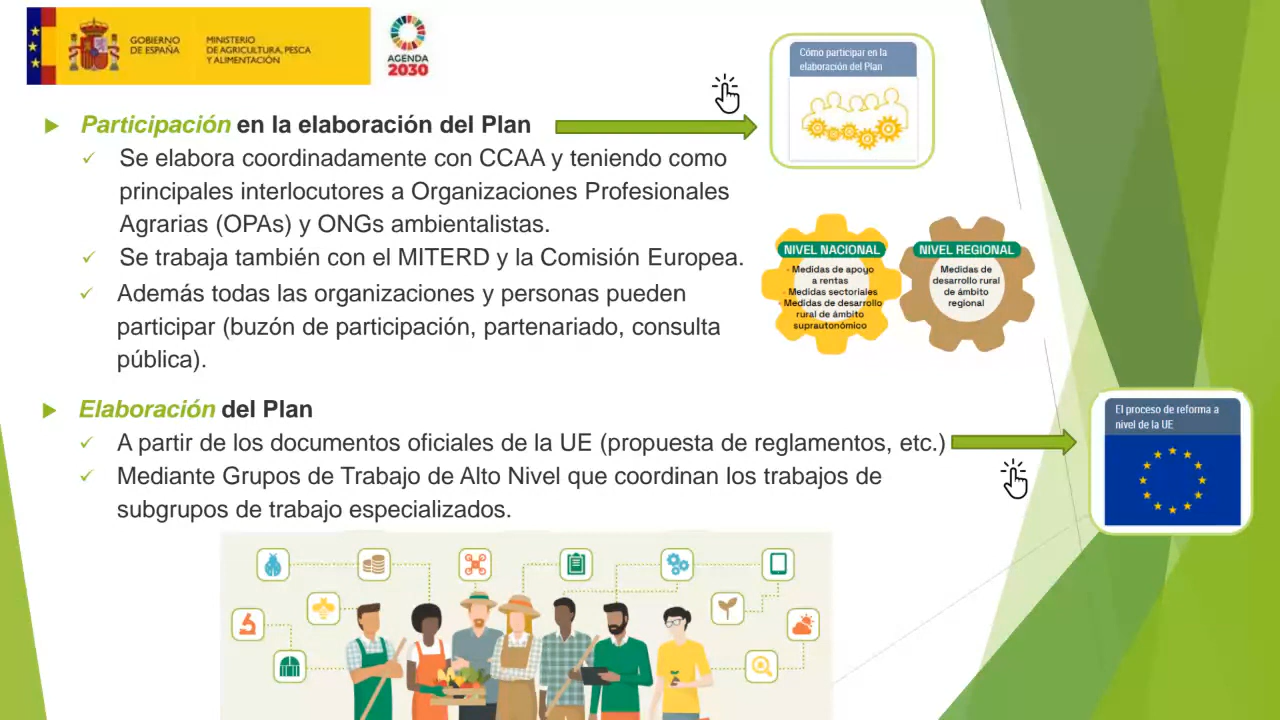 GOBIERNO
DE ESPAÑA
MINISTERIO
DE AGRICULTURA, PESCA
Y ALIMENTACIÓN
AGENDA
2030
Cómo participar en la
elaboración del Plan
Participación en la elaboración del Plan
Se elabora coordinadamente con CCAA y teniendo como
principales interlocutores a Organizaciones Profesionales
Agrarias (OPAs) y ONGs ambientalistas.
Se trabaja también con el MITERD y la Comisión Europea.
Además todas las organizaciones y personas pueden
participar (buzón de participación, partenariado, consulta
pública).
NIVEL NACIONAL
- Medidas de apoyo
a rentas
- Medidas sectoriales
- Medidas de desarrollo
rural de ámbito
suprautonómico
NIVEL REGIONAL
Medidas de
desarrollo rural
de ámbito
regional
Elaboración del Plan
A partir de los documentos oficiales de la UE (propuesta de reglamentos, etc.)
Mediante Grupos de Trabajo de Alto Nivel que coordinan los trabajos de
subgrupos de trabajo especializados.
El proceso de reforma a
nivel de la UE